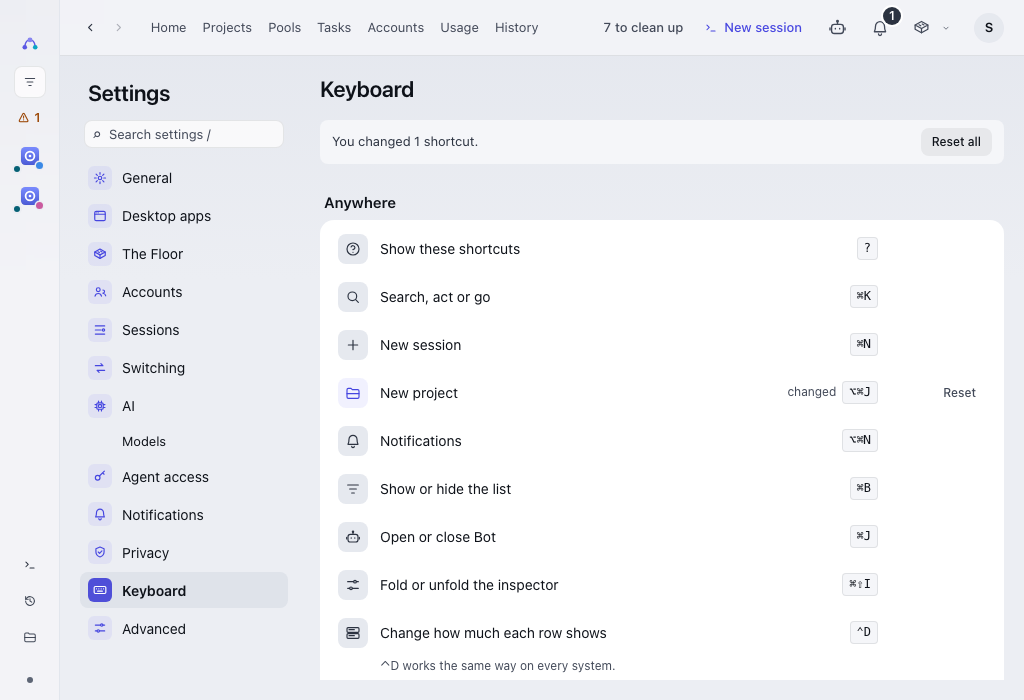 Home Projects Pools Tasks Accounts Usage History 7 to clean up New session 1 S
1
Settings
Search settings /
General
Desktop apps
The Floor
Accounts
Sessions
Switching
AI
Models
Agent access
Notifications
Privacy
Keyboard
Advanced
Keyboard
You changed 1 shortcut. Reset all
Anywhere
Show these shortcuts ?
Search, act or go ⌘K
New session ⌘N
New project changed ⌥⌘J Reset
Notifications ⌥⌘N
Show or hide the list ⌘B
Open or close Bot ⌘J
Fold or unfold the inspector ⌘⇧I
Change how much each row shows ^D
^D works the same way on every system.